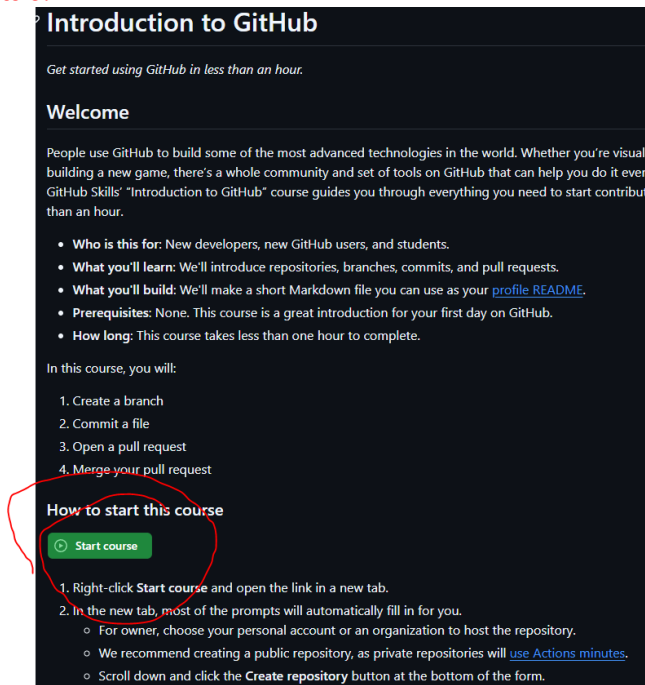 Introduction to GitHub
Get started using GitHub in less than an hour.
Welcome
People use GitHub to build some of the most advanced technologies in the world. Whether you're visual
building a new game, there's a whole community and set of tools on GitHub that can help you do it ever
GitHub Skills' "Introduction to GitHub" course guides you through everything you need to start contribut
than an hour.
• Who is this for: New developers, new GitHub users, and students.
• What you'll learn: We'll introduce repositories, branches, commits, and pull requests.
• What you'll build: We'll make a short Markdown file you can use as your profile README.
• Prerequisites: None. This course is a great introduction for your first day on GitHub.
• How long: This course takes less than one hour to complete.
In this course, you will:
1. Create a branch
2. Commit a file
3. Open a pull request
4. Merge your pull request
How to start this course
Start course
1. Right-click Start course and open the link in a new tab.
2. In the new tab, most of the prompts will automatically fill in for you.
◦ For owner, choose your personal account or an organization to host the repository.
◦ We recommend creating a public repository, as private repositories will use Actions minutes.
◦ Scroll down and click the Create repository button at the bottom of the form.